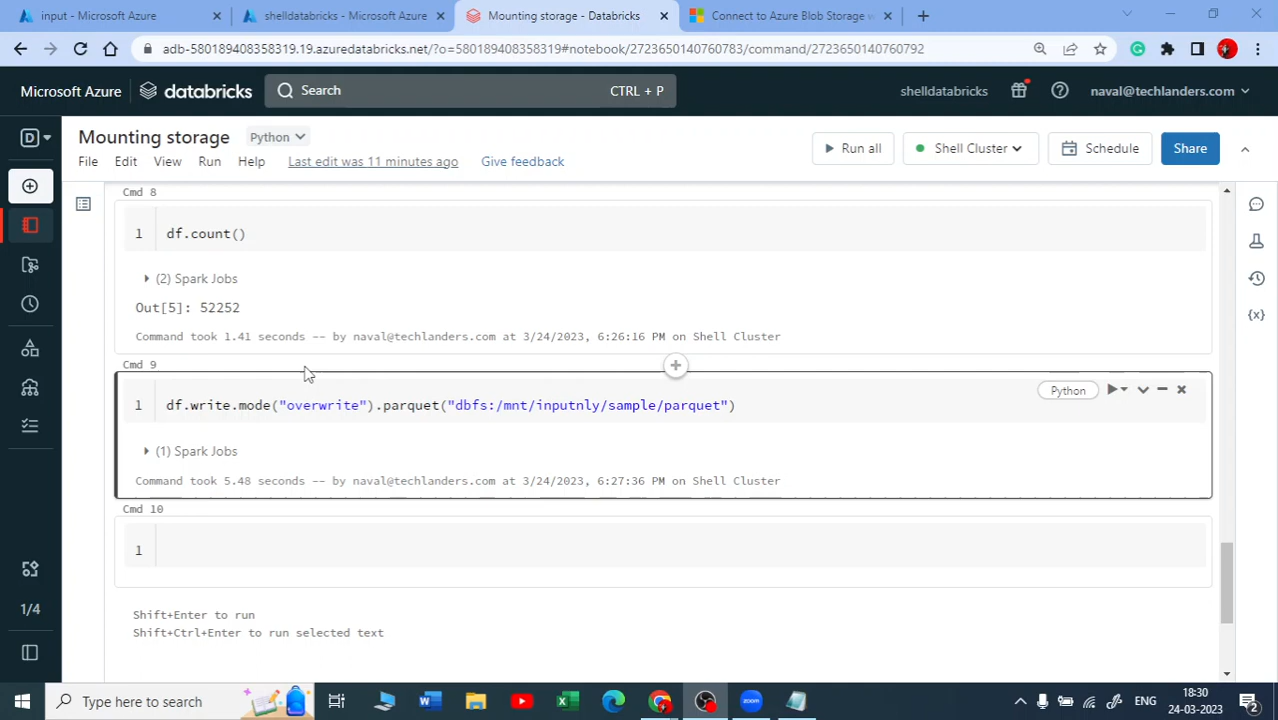 input - Microsoft Azure
shelldatabricks - Microsoft Azure
Mounting storage - Databricks
Connect to Azure Blob Storage w
adb-580189408358319.19.azuredatabricks.net/?o=580189408358319#notebook/2723650140760783/command/2723650140760792
Microsoft Azure
databricks
Search
CTRL + P
shelldatabricks
naval@techlanders.com
D
Mounting storage
Python
File
Edit
View
Run
Help
Last edit was 11 minutes ago
Give feedback
Run all
Shell Cluster
Schedule
Share
Cmd 8
1
df.count()
(2) Spark Jobs
Out[5]: 52252
Command took 1.41 seconds -- by naval@techlanders.com at 3/24/2023, 6:26:16 PM on Shell Cluster
Cmd 9
Python
1
df.write.mode("overwrite").parquet("dbfs:/mnt/inputnly/sample/parquet")
(1) Spark Jobs
Command took 5.48 seconds -- by naval@techlanders.com at 3/24/2023, 6:27:36 PM on Shell Cluster
Cmd 10
1
Shift+Enter to run
Shift+Ctrl+Enter to run selected text
1/4
{x}
Type here to search
zoom
ENG
18:30
24-03-2023
2